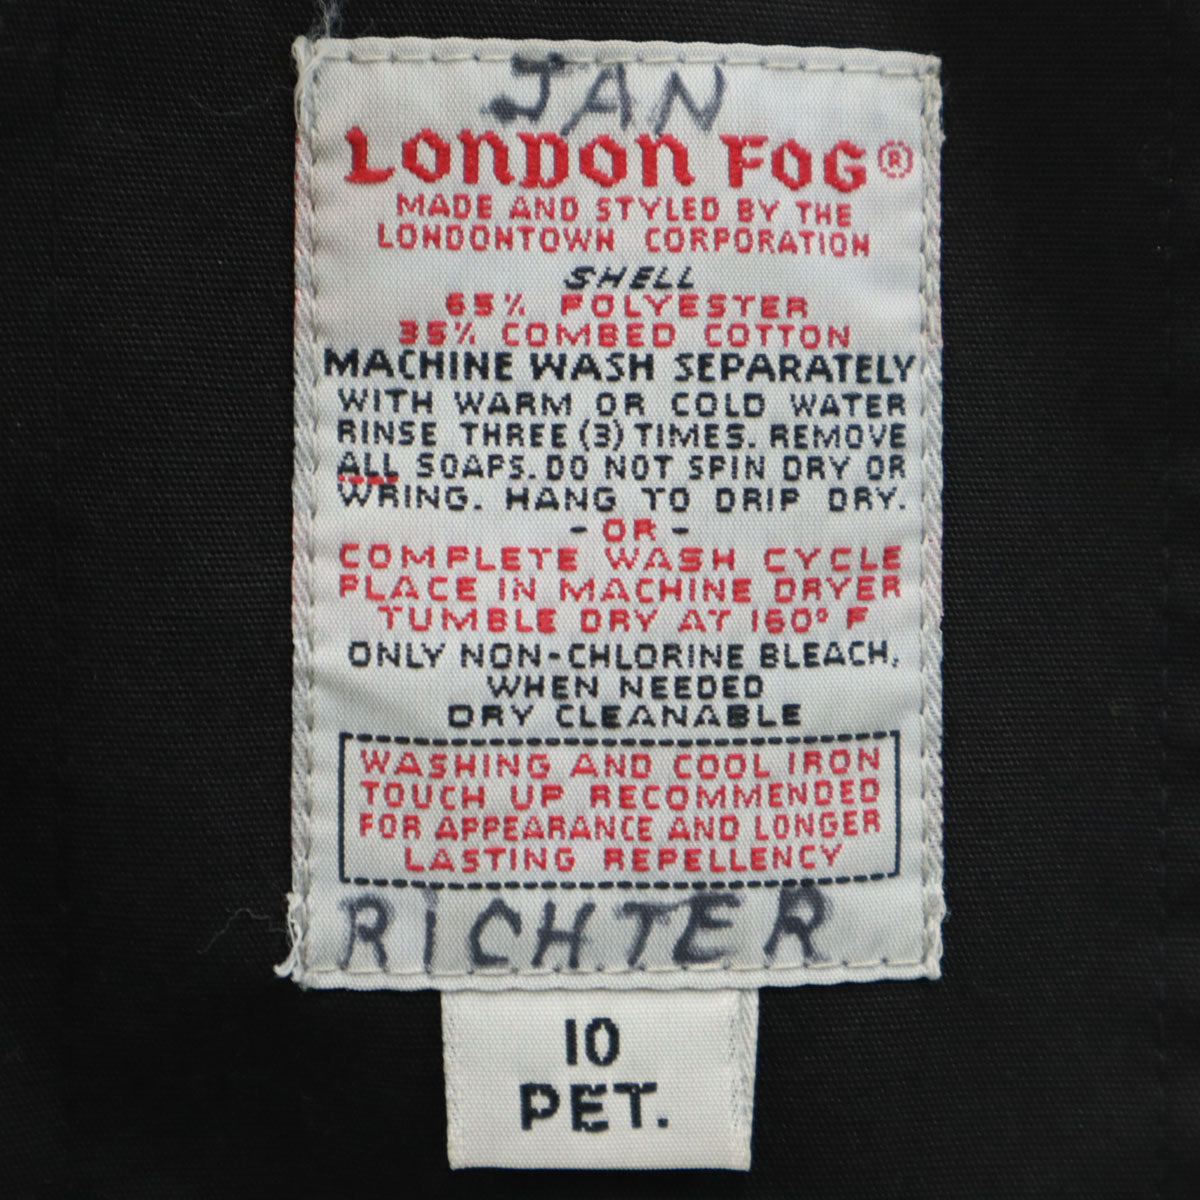 JAN
LONDON FOG®
MADE AND STYLED BY THE
LONDONTOWN CORPORATION
SHELL
65% POLYESTER
35% COMBED COTTON
MACHINE WASH SEPARATELY
WITH WARM OR COLD WATER
RINSE THREE (3) TIMES. REMOVE
ALL SOAPS. DO NOT SPIN DRY OR
WRING. HANG TO DRIP DRY.
- OR -
COMPLETE WASH CYCLE
PLACE IN MACHINE DRYER
TUMBLE DRY AT 160° F
ONLY NON-CHLORINE BLEACH,
WHEN NEEDED
DRY CLEANABLE
WASHING AND COOL IRON
TOUCH UP RECOMMENDED
FOR APPEARANCE AND LONGER
LASTING REPELLENCY
RICHTER
10
PET.